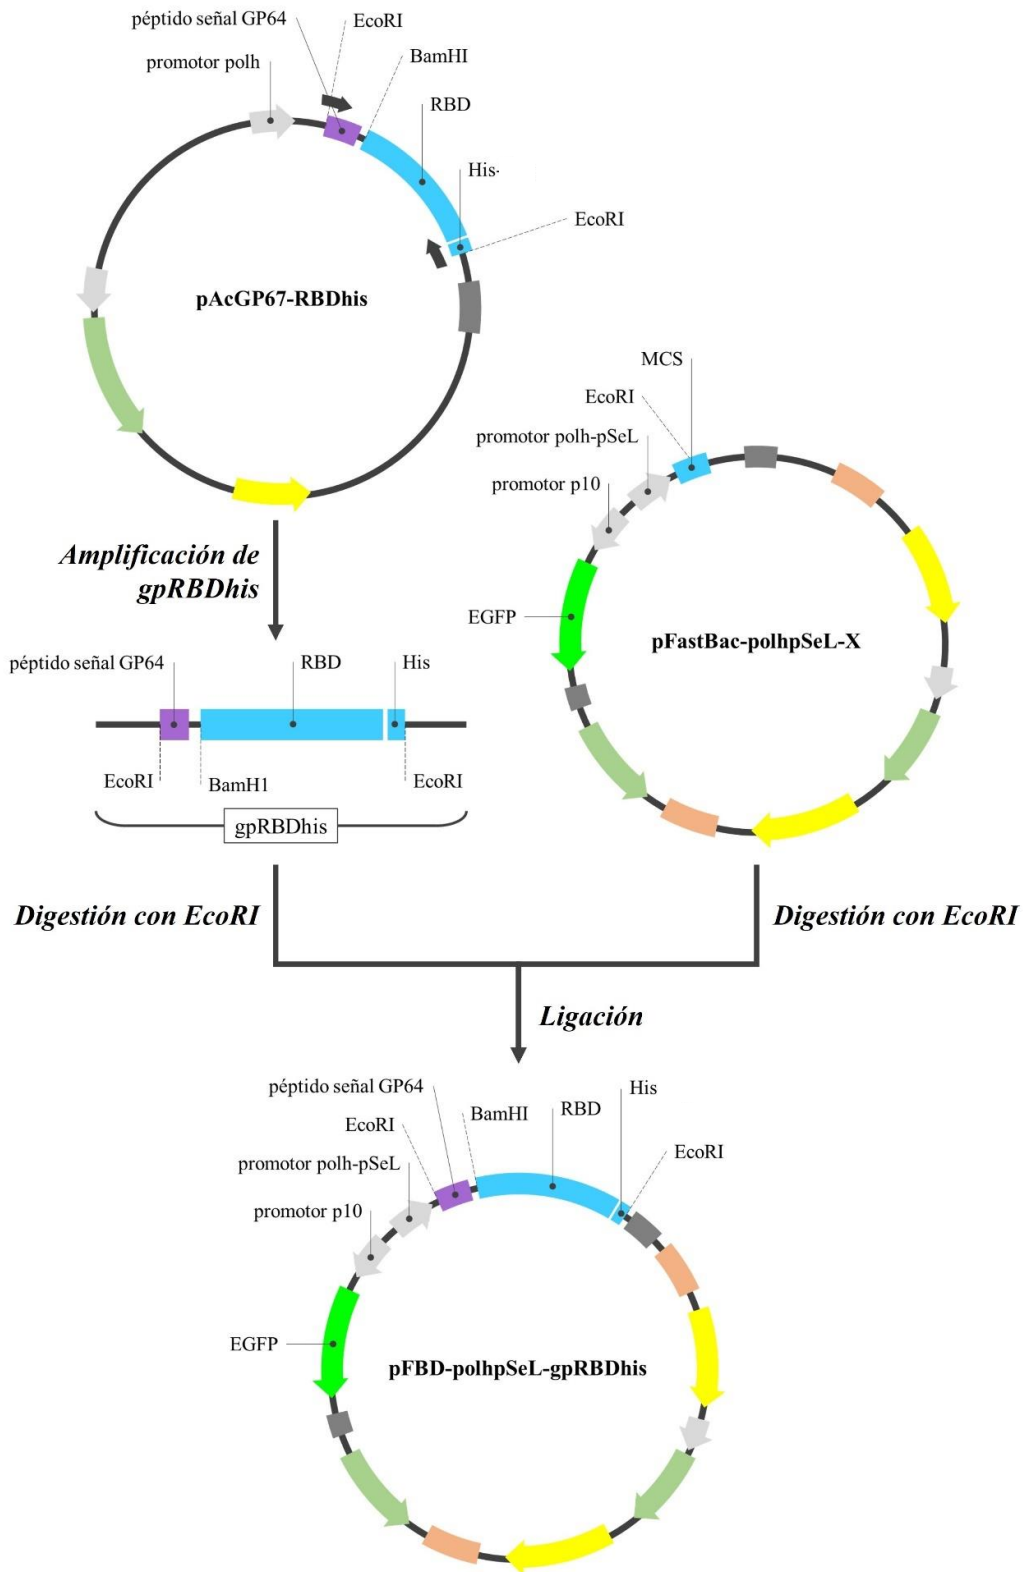 péptido señal GP64
EcoRI
promotor polh
BamHI
RBD
His·
EcoRI
pAcGP67-RBDhis
MCS
EcoRI
promotor polh-pSeL
promotor p10
EGFP
pFastBac-polhpSeL-X
Amplificación de
gpRBDhis
péptido señal GP64
RBD
His
EcoRI
BamH1
EcoRI
gpRBDhis
Digestión con EcoRI
Digestión con EcoRI
Ligación
péptido señal GP64
EcoRI
BamHI
RBD
His
EcoRI
promotor polh-pSeL
promotor p10
EGFP
pFBD-polhpSeL-gpRBDhis